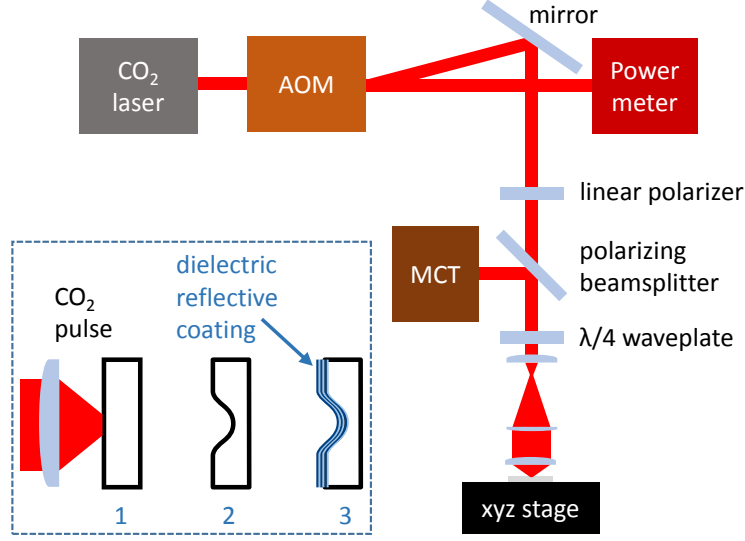 mirror
CO₂
laser
AOM
Power
meter
linear polarizer
MCT
polarizing
beamsplitter
λ/4 waveplate
xyz stage
dielectric
reflective
coating
CO₂
pulse
1
2
3